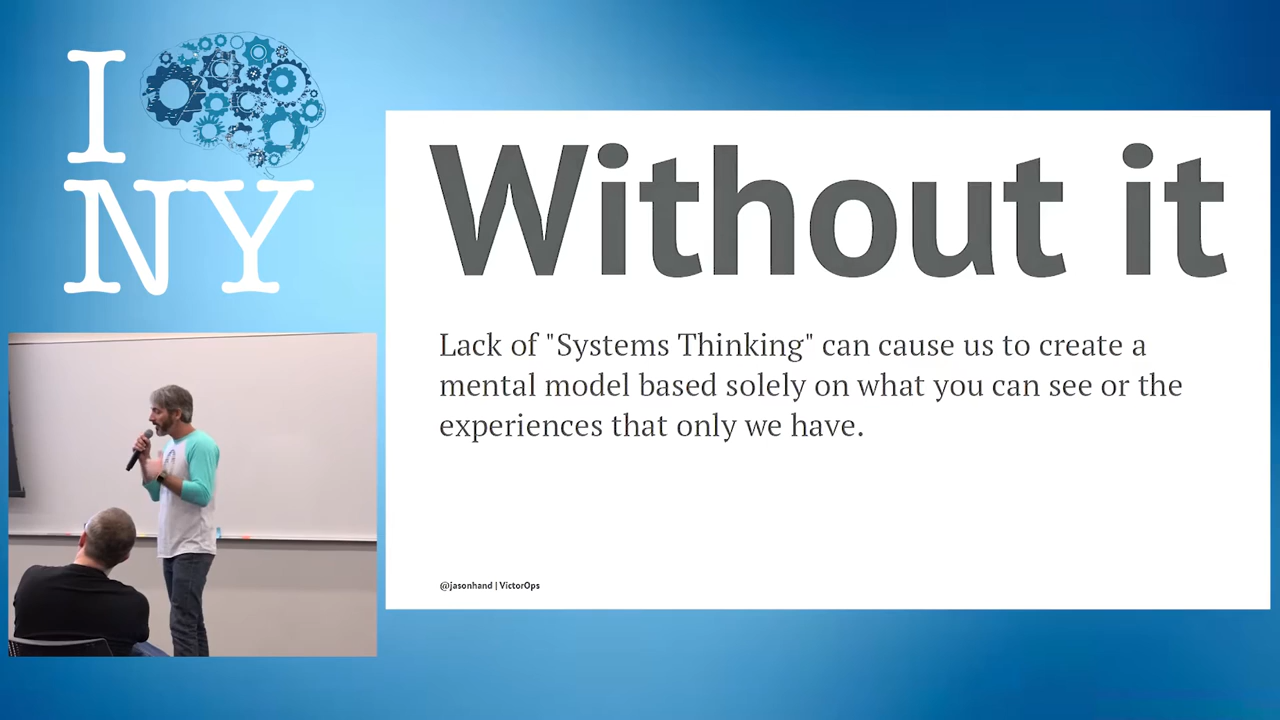 I
NY
Without it
Lack of "Systems Thinking" can cause us to create a
mental model based solely on what you can see or the
experiences that only we have.
@jasonhand | VictorOps